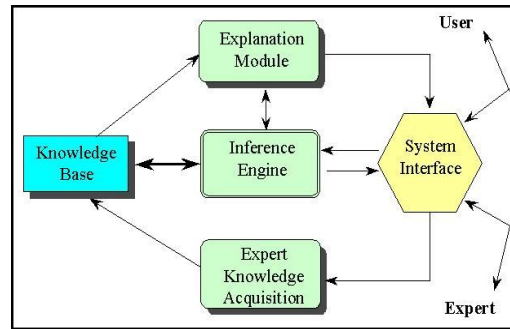 User
Explanation
Module
Knowledge
Base
Inference
Engine
System
Interface
Expert
Knowledge
Acquisition
Expert